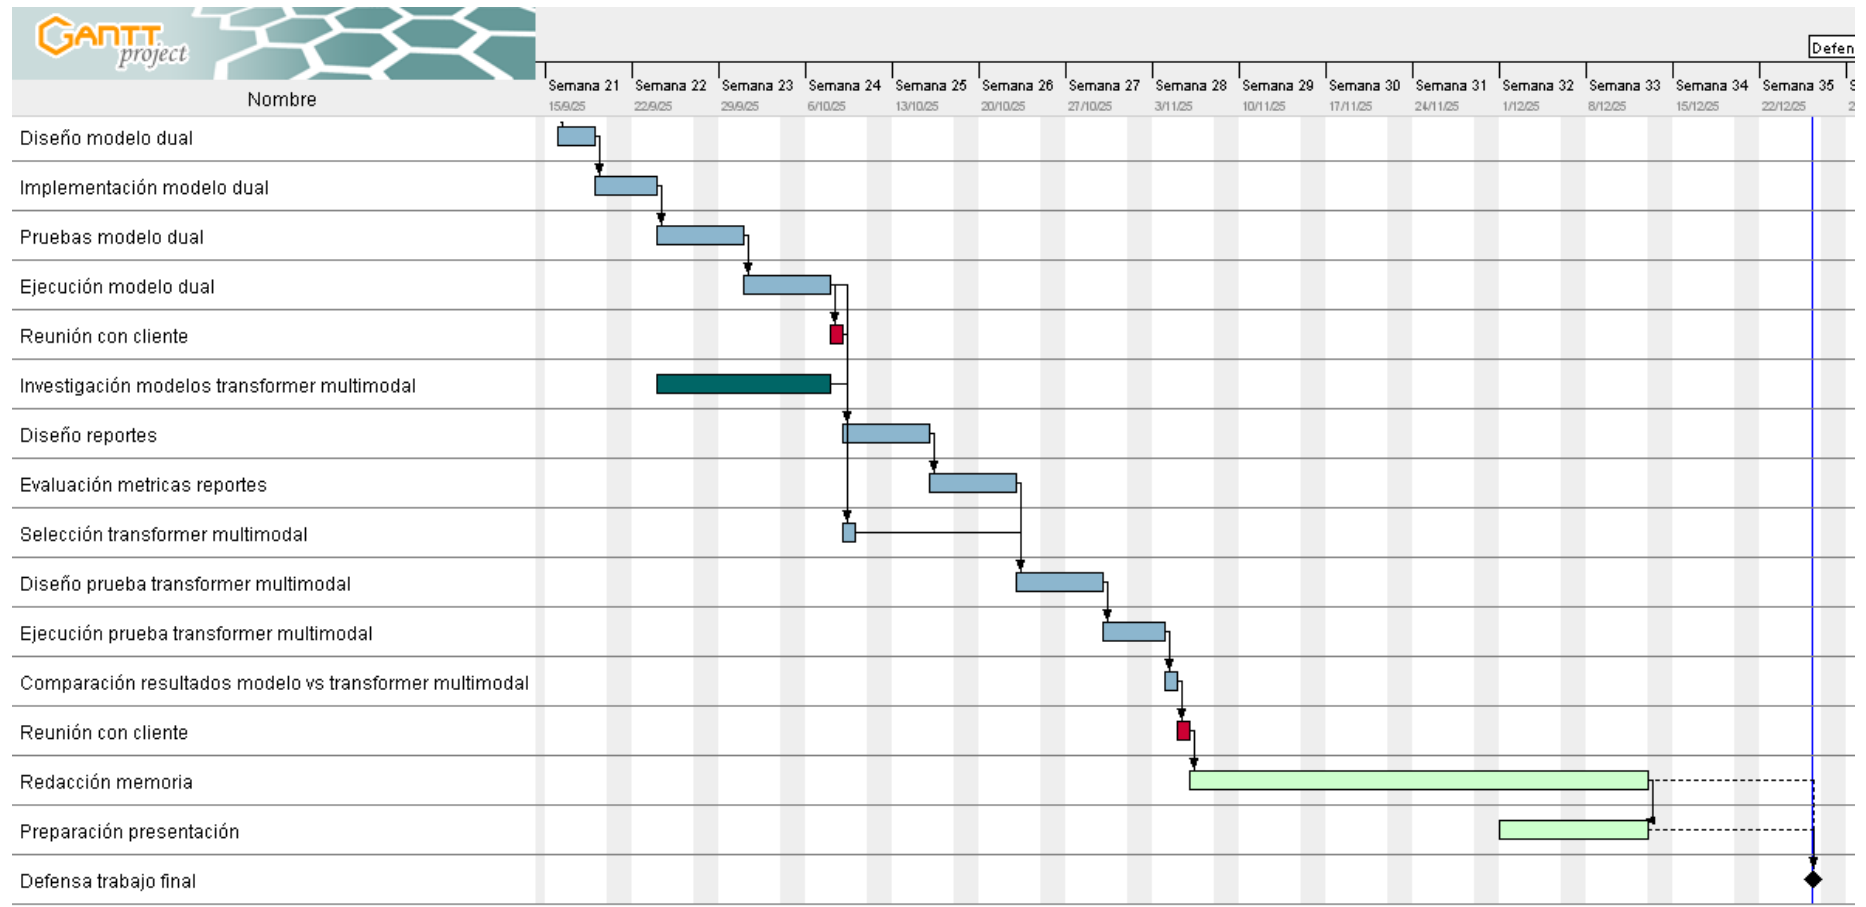 GANTT
project
Defen
Semana 21 Semana 22 Semana 23 Semana 24 Semana 25 Semana 26 Semana 27 Semana 28 Semana 29 Semana 30 Semana 31 Semana 32 Semana 33 Semana 34 Semana 35 S
Nombre
15/9/25 22/9/25 29/9/25 6/10/25 13/10/25 20/10/25 27/10/25 3/11/25 10/11/25 17/11/25 24/11/25 1/12/25 8/12/25 15/12/25 22/12/25 2
Diseño modelo dual
Implementación modelo dual
Pruebas modelo dual
Ejecución modelo dual
Reunión con cliente
Investigación modelos transformer multimodal
Diseño reportes
Evaluación metricas reportes
Selección transformer multimodal
Diseño prueba transformer multimodal
Ejecución prueba transformer multimodal
Comparación resultados modelo vs transformer multimodal
Reunión con cliente
Redacción memoria
Preparación presentación
Defensa trabajo final